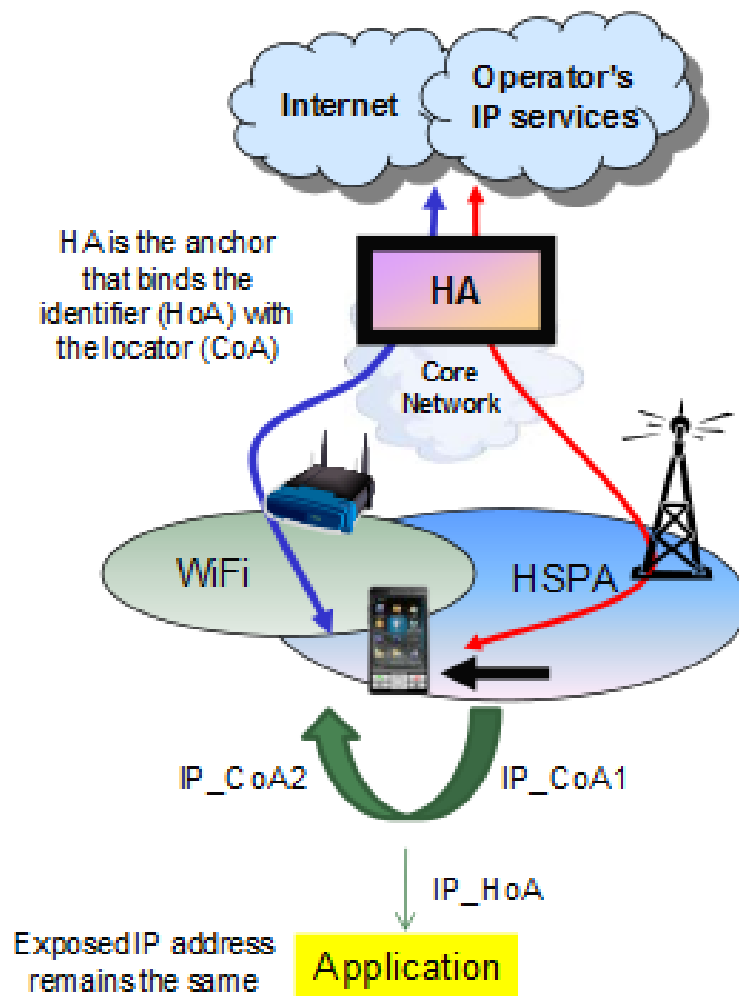 Internet
Operator's
IP services
HA is the anchor
that binds the
identifier (HoA) with
the locator (CoA)
HA
Core
Network
WiFi
HSPA
IP_CoA2
IP_CoA1
IP_HoA
Exposed IP address
remains the same
Application